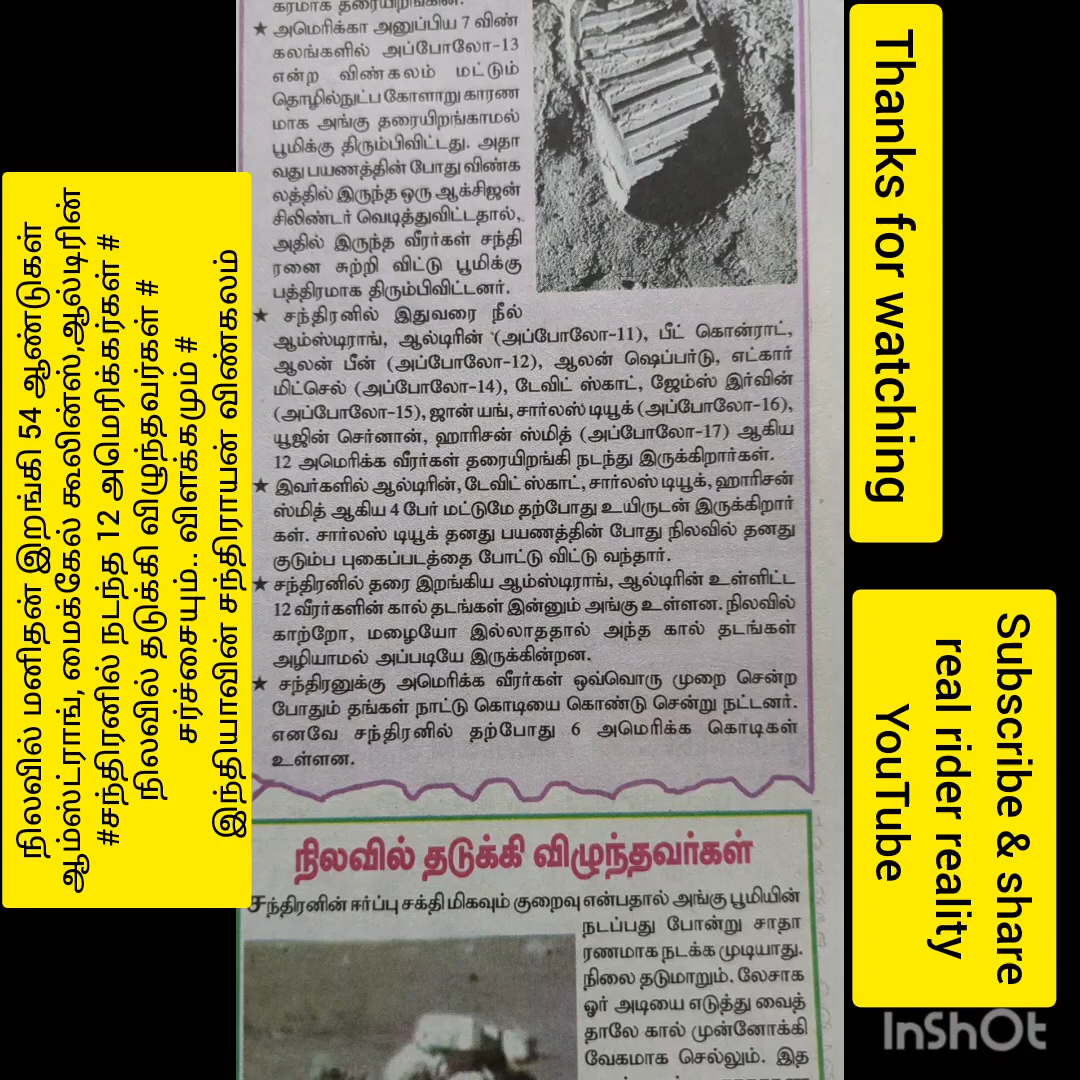 நிலவில் மனிதன் இறங்கி 54 ஆண்டுகள்
ஆம்ஸ்ட்ராங், மைக்கேல் கூலின்ஸ்,ஆல்டிரின்
#சந்திரனில் நடந்த 12 அமெரிக்கர்கள் #
நிலவில் தடுக்கி விழுந்தவர்கள் #
சர்ச்சையும்.. விளக்கமும் #
இந்தியாவின் சந்திராயன் விண்கலம்
கரமாக தரையிறங்கின.
★ அமெரிக்கா அனுப்பிய 7 விண்
கலங்களில் அப்போலோ-13
என்ற விண்கலம் மட்டும்
தொழில்நுட்ப கோளாறு காரண
மாக அங்கு தரையிறங்காமல்
பூமிக்கு திரும்பிவிட்டது. அதா
வது பயணத்தின் போது விண்க
லத்தில் இருந்த ஒரு ஆக்சிஜன்
சிலிண்டர் வெடித்துவிட்டதால்,
அதில் இருந்த வீரர்கள் சந்தி
ரனை சுற்றி விட்டு பூமிக்கு
பத்திரமாக திரும்பிவிட்டனர்.
★ சந்திரனில் இதுவரை நீல்
ஆம்ஸ்டிராங், ஆல்டிரின் (அப்போலோ-11), பீட் கொன்ராட்,
ஆலன் பீன் (அப்போலோ-12), ஆலன் ஷெப்பர்டு, எட்கார்
மிட்செல் (அப்போலோ-14), டேவிட் ஸ்காட், ஜேம்ஸ் இர்வின்
(அப்போலோ-15), ஜான் யங், சார்லஸ் டியூக் (அப்போலோ-16),
யூஜின் செர்னான், ஹாரிசன் ஸ்மித் (அப்போலோ-17) ஆகிய
12 அமெரிக்க வீரர்கள் தரையிறங்கி நடந்து இருக்கிறார்கள்.
★ இவர்களில் ஆல்டிரின், டேவிட் ஸ்காட், சார்லஸ் டியூக், ஹாரிசன்
ஸ்மித் ஆகிய 4 பேர் மட்டுமே தற்போது உயிருடன் இருக்கிறார்
கள். சார்லஸ் டியூக் தனது பயணத்தின் போது நிலவில் தனது
குடும்ப புகைப்படத்தை போட்டு விட்டு வந்தார்.
★ சந்திரனில் தரை இறங்கிய ஆம்ஸ்டிராங், ஆல்டிரின் உள்ளிட்ட
12 வீரர்களின் கால் தடங்கள் இன்னும் அங்கு உள்ளன. நிலவில்
காற்றோ, மழையோ இல்லாததால் அந்த கால் தடங்கள்
அழியாமல் அப்படியே இருக்கின்றன.
★ சந்திரனுக்கு அமெரிக்க வீரர்கள் ஒவ்வொரு முறை சென்ற
போதும் தங்கள் நாட்டு கொடியை கொண்டு சென்று நட்டனர்.
எனவே சந்திரனில் தற்போது 6 அமெரிக்க கொடிகள்
உள்ளன.
நிலவில் தடுக்கி விழுந்தவர்கள்
சந்திரனின் ஈர்ப்பு சக்தி மிகவும் குறைவு என்பதால் அங்கு பூமியின்
நடப்பது போன்று சாதா
ரணமாக நடக்க முடியாது.
நிலை தடுமாறும். லேசாக
ஓர் அடியை எடுத்து வைத்
தாலே கால் முன்னோக்கி
வேகமாக செல்லும். இத
Thanks for watching
Subscribe & share
real rider reality
YouTube
InShOt